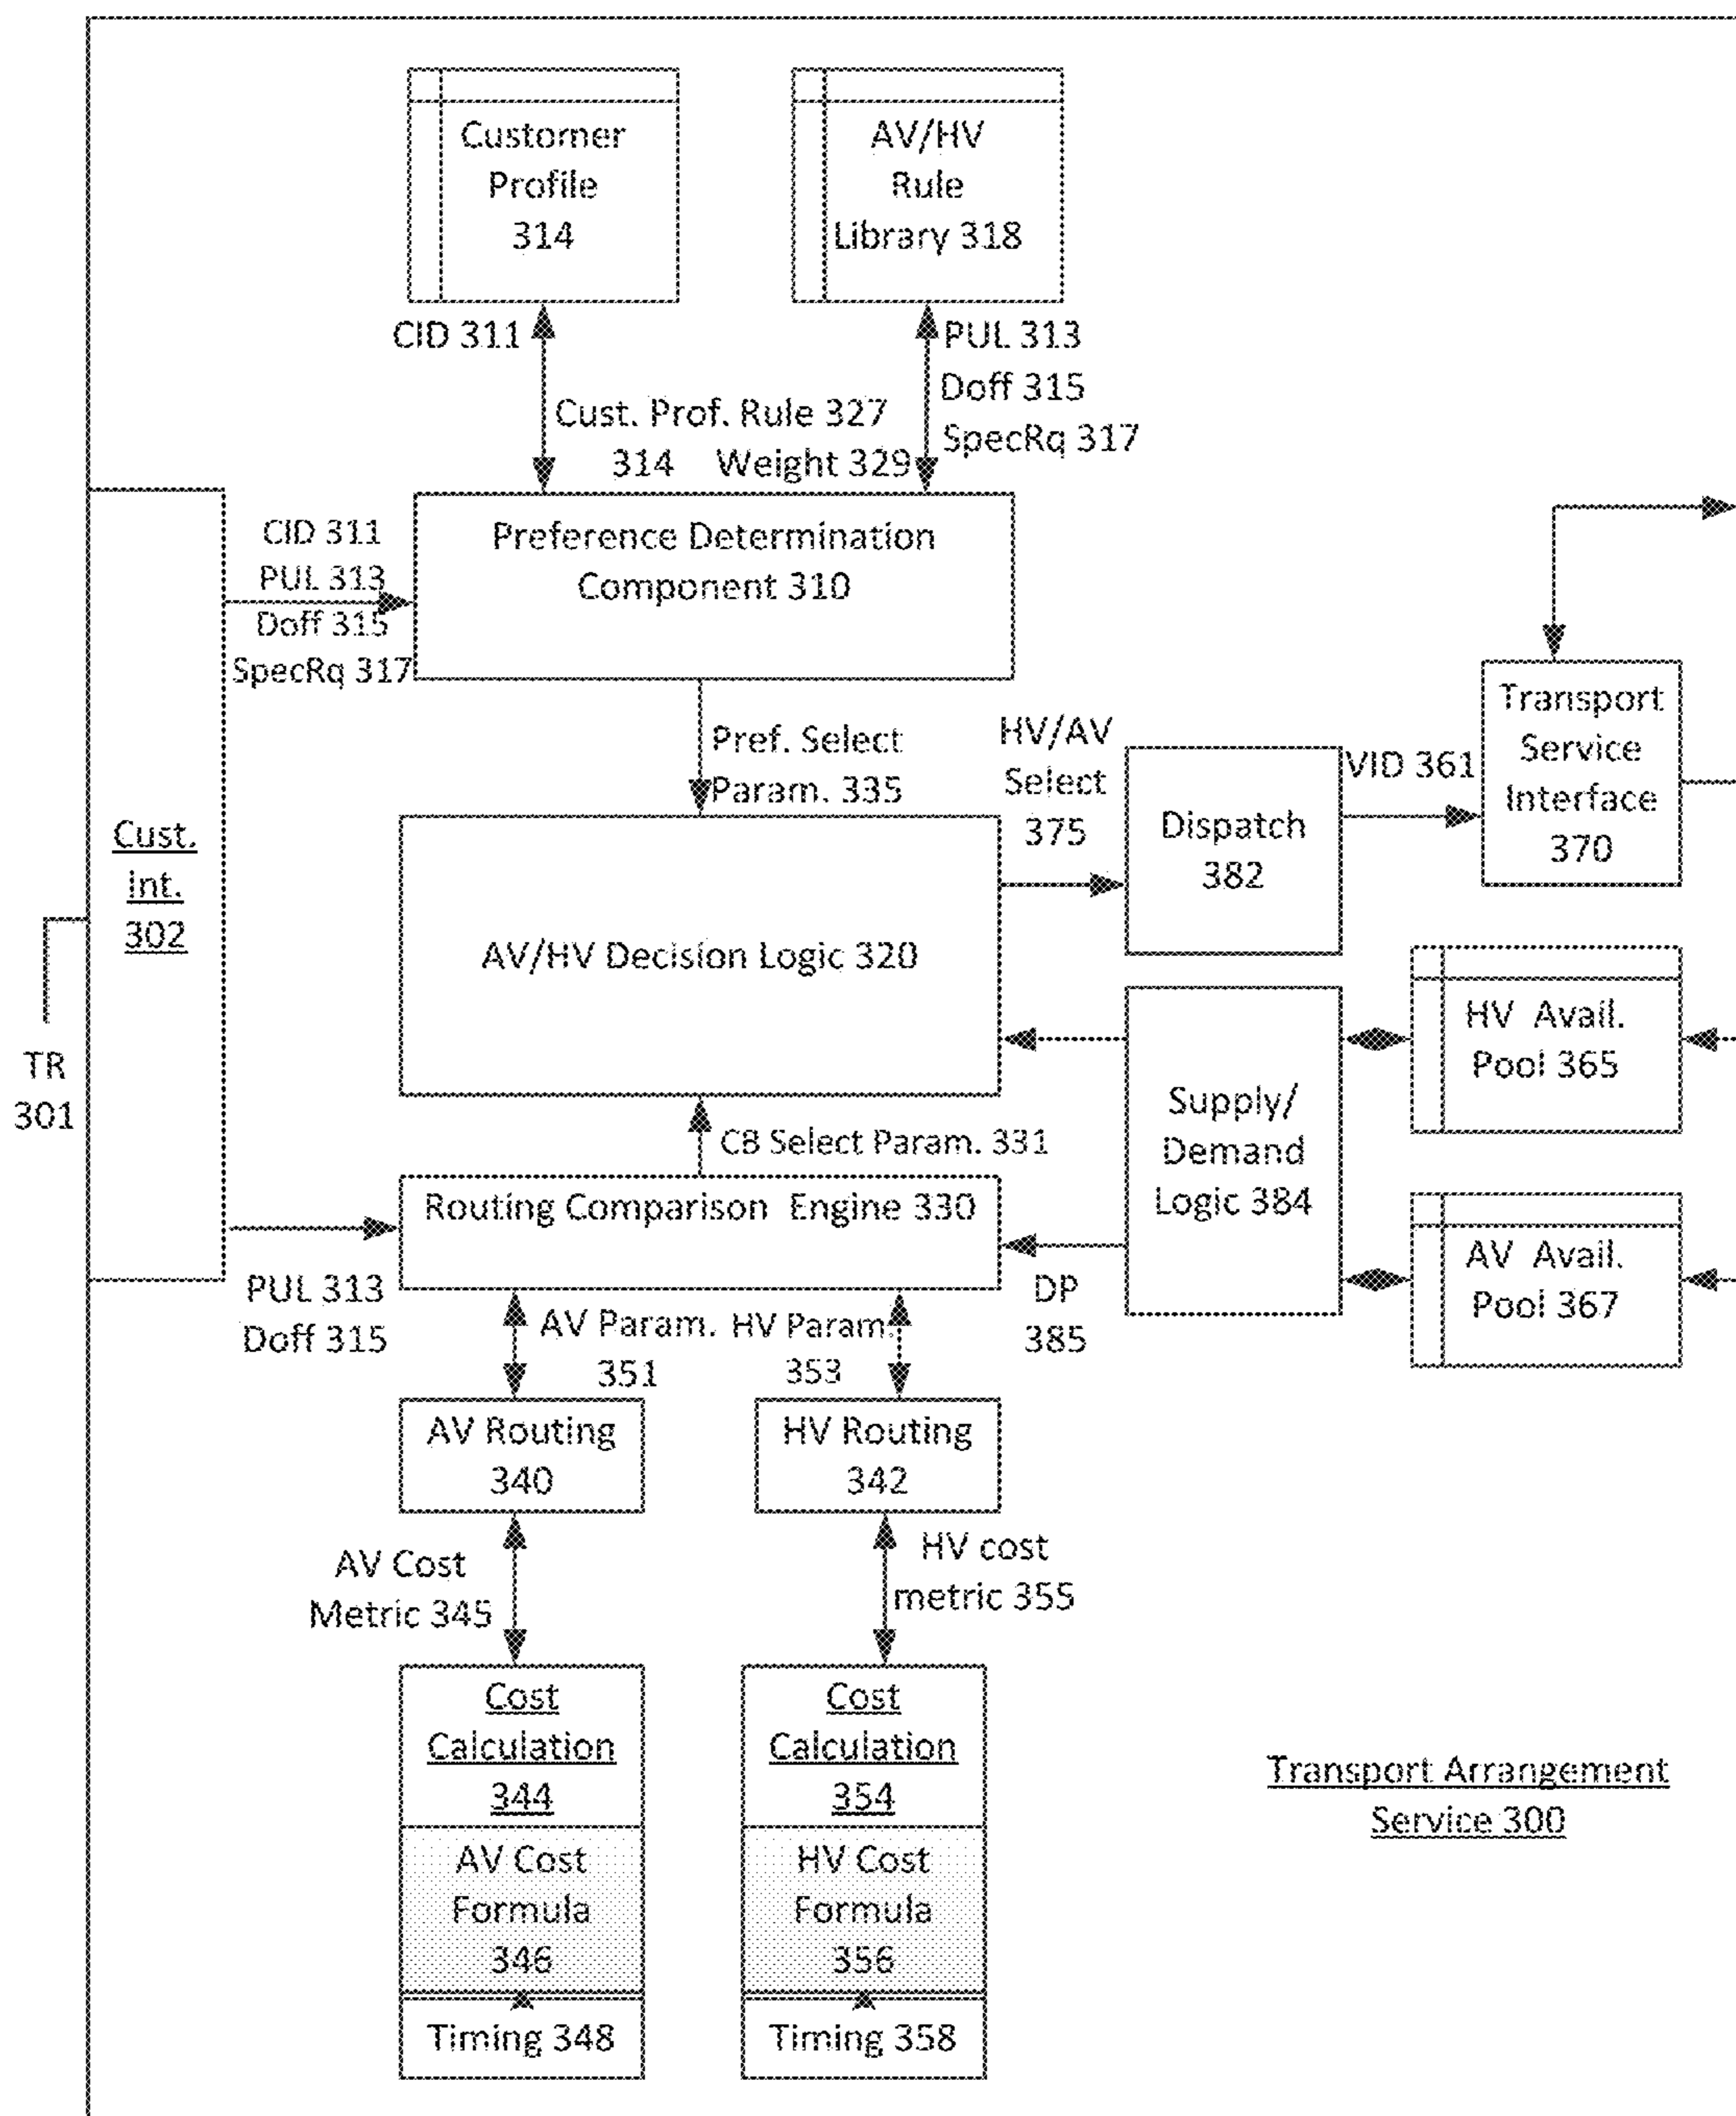 Customer
Profile
314
AV/HV
Rule
Library 318
CID 311
PUL 313
Doff 315
SpecRq 317
Cust. Prof. Rule 327
314 Weight 329
CID 311
PUL 313
Doff 315
SpecRq 317
Preference Determination
Component 310
Pref. Select
Param. 335
HV/AV
Select
375
Dispatch
382
VID 361
Transport
Service
Interface
370
Cust.
Int.
302
TR
301
AV/HV Decision Logic 320
HV Avail.
Pool 365
Supply/
Demand
Logic 384
AV Avail.
Pool 367
CB Select Param. 331
Routing Comparison Engine 330
PUL 313
Doff 315
DP
385
AV Param.
351
HV Param.
353
AV Routing
340
HV Routing
342
AV Cost
Metric 345
HV cost
metric 355
Cost
Calculation
344
AV Cost
Formula
346
Timing 348
Cost
Calculation
354
HV Cost
Formula
356
Timing 358
Transport Arrangement
Service 300